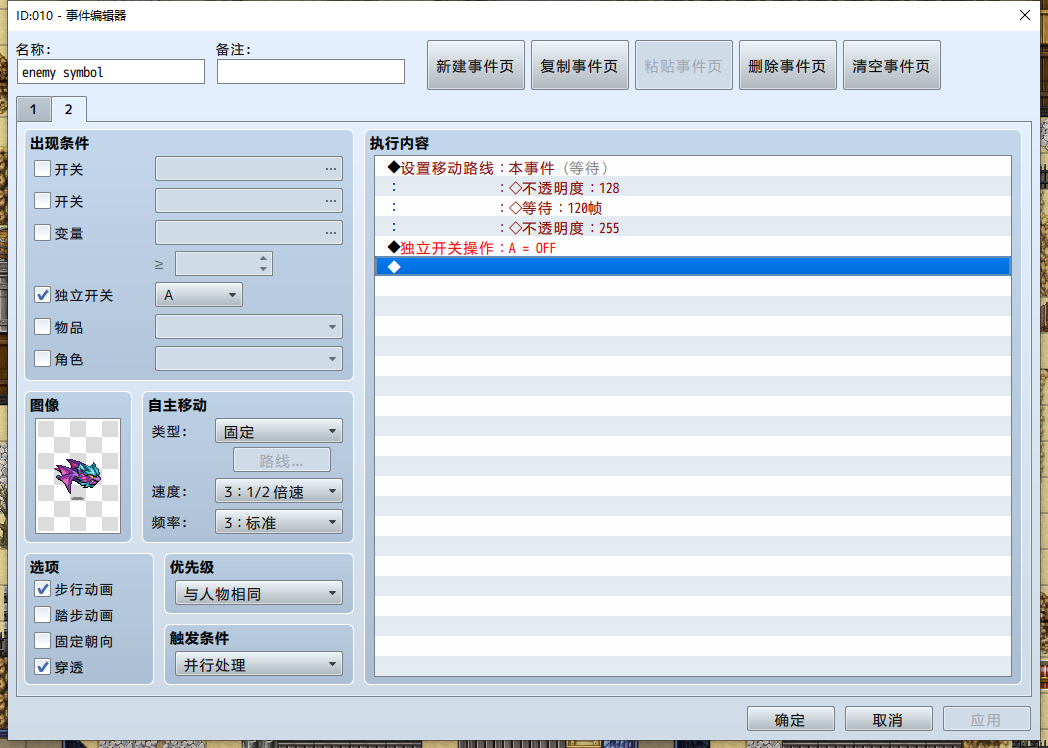 ID:010 - 事件编辑器
名称:
备注:
enemy symbol
新建事件页
复制事件页
粘贴事件页
删除事件页
清空事件页
1
2
出现条件
开关
...
开关
...
变量
...
≥
独立开关
A
物品
角色
图像
自主移动
类型:
固定
路线...
速度:
3：1/2 倍速
频率:
3：标准
选项
步行动画
踏步动画
固定朝向
穿透
优先级
与人物相同
触发条件
并行处理
执行内容
◆设置移动路线：本事件（等待）
：　　　　　　：◇不透明度：128
：　　　　　　：◇等待：120帧
：　　　　　　：◇不透明度：255
◆独立开关操作：A = OFF
◆
确定
取消
应用